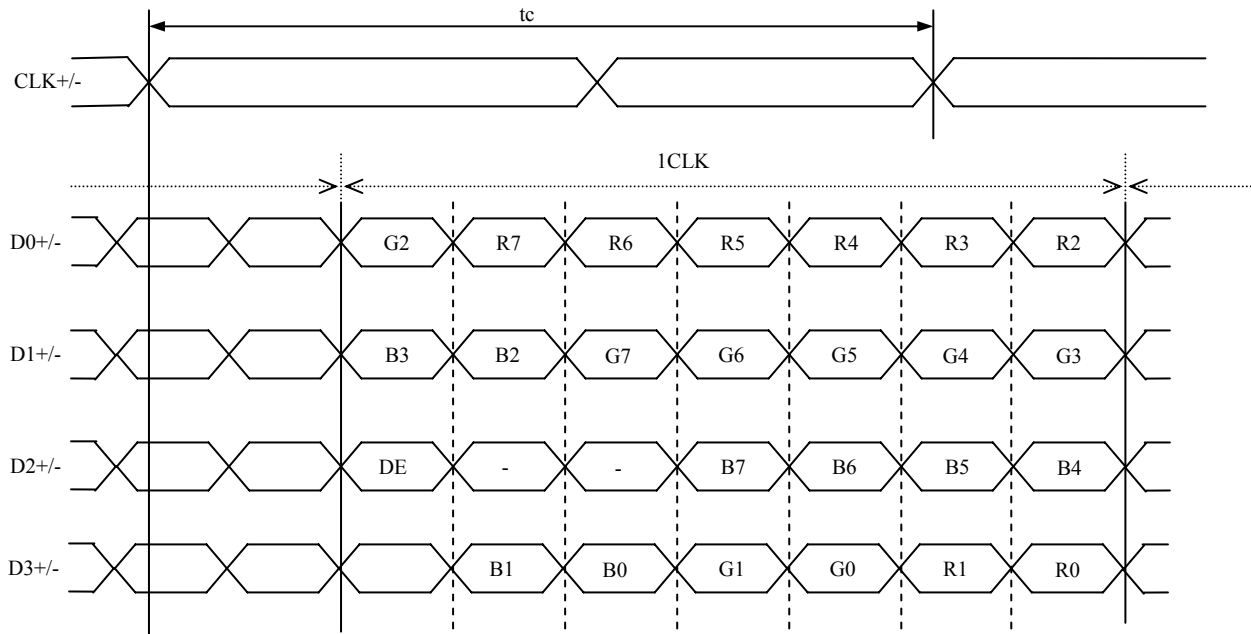 tc
CLK+/-
1CLK
D0+/- G2 R7 R6 R5 R4 R3 R2
D1+/- B3 B2 G7 G6 G5 G4 G3
D2+/- DE - - B7 B6 B5 B4
D3+/- B1 B0 G1 G0 R1 R0